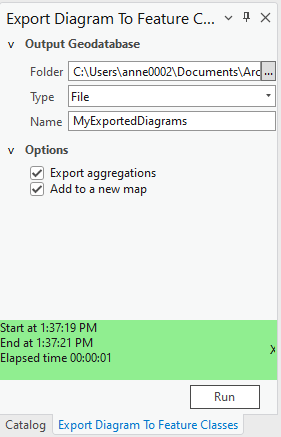 Export Diagram To Feature C...
Output Geodatabase
Folder C:\Users\anne0002\Documents\Arc ...
Type File
Name MyExportedDiagrams
Options
Export aggregations
Add to a new map
Start at 1:37:19 PM
End at 1:37:21 PM
Elapsed time 00:00:01
X
Run
Catalog Export Diagram To Feature Classes